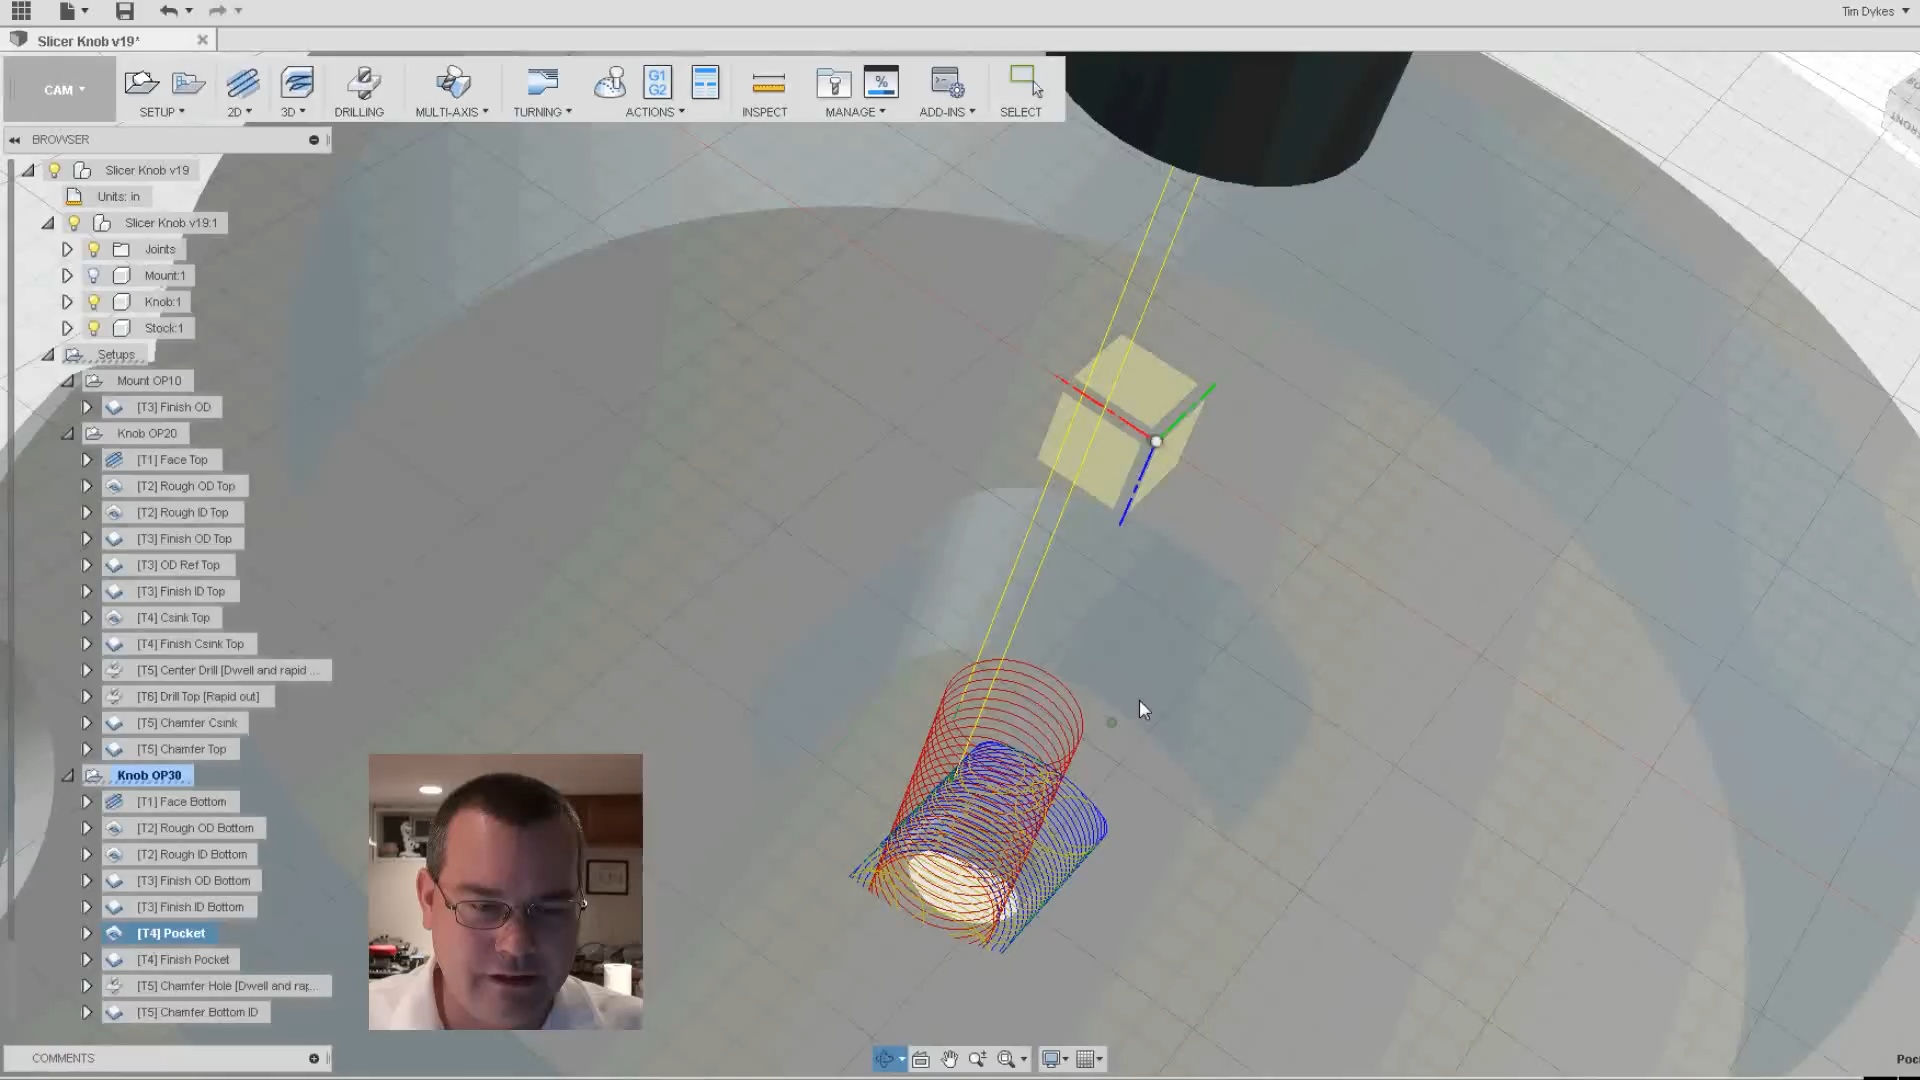 Tim Dykes
Slicer Knob v19*
CAM
SETUP
2D
3D
DRILLING
MULTI-AXIS
TURNING
G1
G2
ACTIONS
INSPECT
%
MANAGE
ADD-INS
SELECT
BROWSER
FRONT
Slicer Knob v19
Units: in
Slicer Knob v19:1
Joints
Mount:1
Knob:1
Stock:1
Setups
Mount OP10
[T3] Finish OD
Knob OP20
[T1] Face Top
[T2] Rough OD Top
[T2] Rough ID Top
[T3] Finish OD Top
[T3] OD Ref Top
[T3] Finish ID Top
[T4] Csink Top
[T4] Finish Csink Top
[T5] Center Drill [Dwell and rapid ...
[T6] Drill Top [Rapid out]
[T5] Chamfer Csink
[T5] Chamfer Top
Knob OP30
[T1] Face Bottom
[T2] Rough OD Bottom
[T2] Rough ID Bottom
[T3] Finish OD Bottom
[T3] Finish ID Bottom
[T4] Pocket
[T4] Finish Pocket
[T5] Chamfer Hole [Dwell and rap...
[T5] Chamfer Bottom ID
COMMENTS
Poc